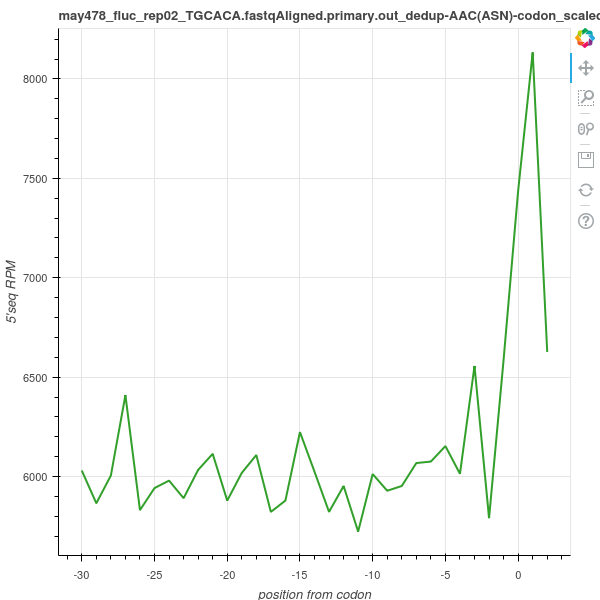 may478_fluc_rep02_TGCACA.fastqAligned.primary.out_dedup-AAC(ASN)-codon_scaled
8000
7500
7000
6500
6000
5'seq RPM
-30 -25 -20 -15 -10 -5 0
position from codon